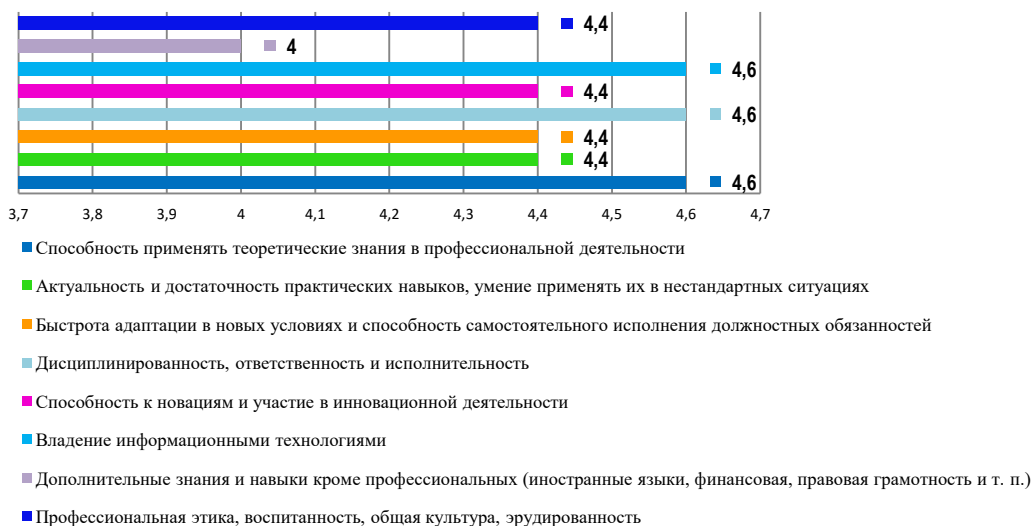 4,4
4
4,6
4,4
4,6
4,4
4,4
4,6
3,7 3,8 3,9 4 4,1 4,2 4,3 4,4 4,5 4,6 4,7
Способность применять теоретические знания в профессиональной деятельности
Актуальность и достаточность практических навыков, умение применять их в нестандартных ситуациях
Быстрота адаптации в новых условиях и способность самостоятельного исполнения должностных обязанностей
Дисциплинированность, ответственность и исполнительность
Способность к новациям и участие в инновационной деятельности
Владение информационными технологиями
Дополнительные знания и навыки кроме профессиональных (иностранные языки, финансовая, правовая грамотность и т. п.)
Профессиональная этика, воспитанность, общая культура, эрудированность